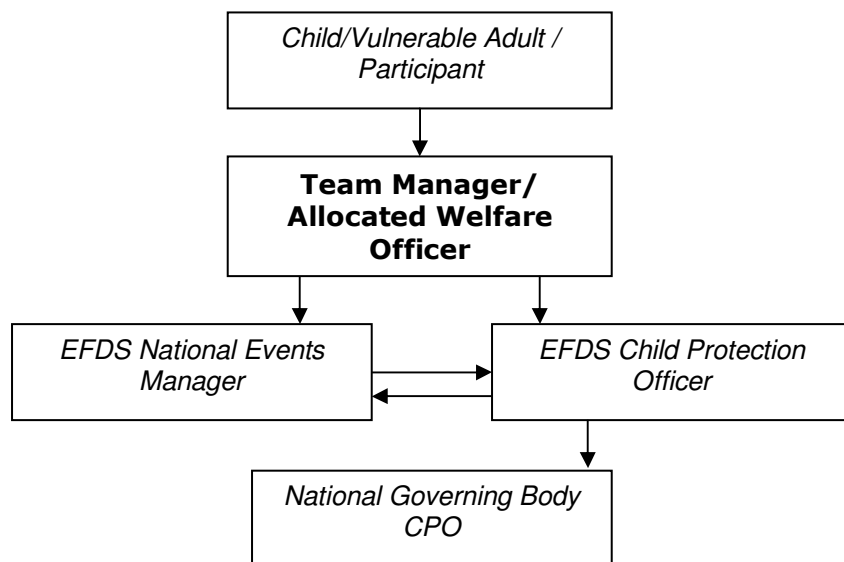 Child/Vulnerable Adult /
Participant
Team Manager/
Allocated Welfare
Officer
EFDS National Events
Manager
EFDS Child Protection
Officer
National Governing Body
CPO